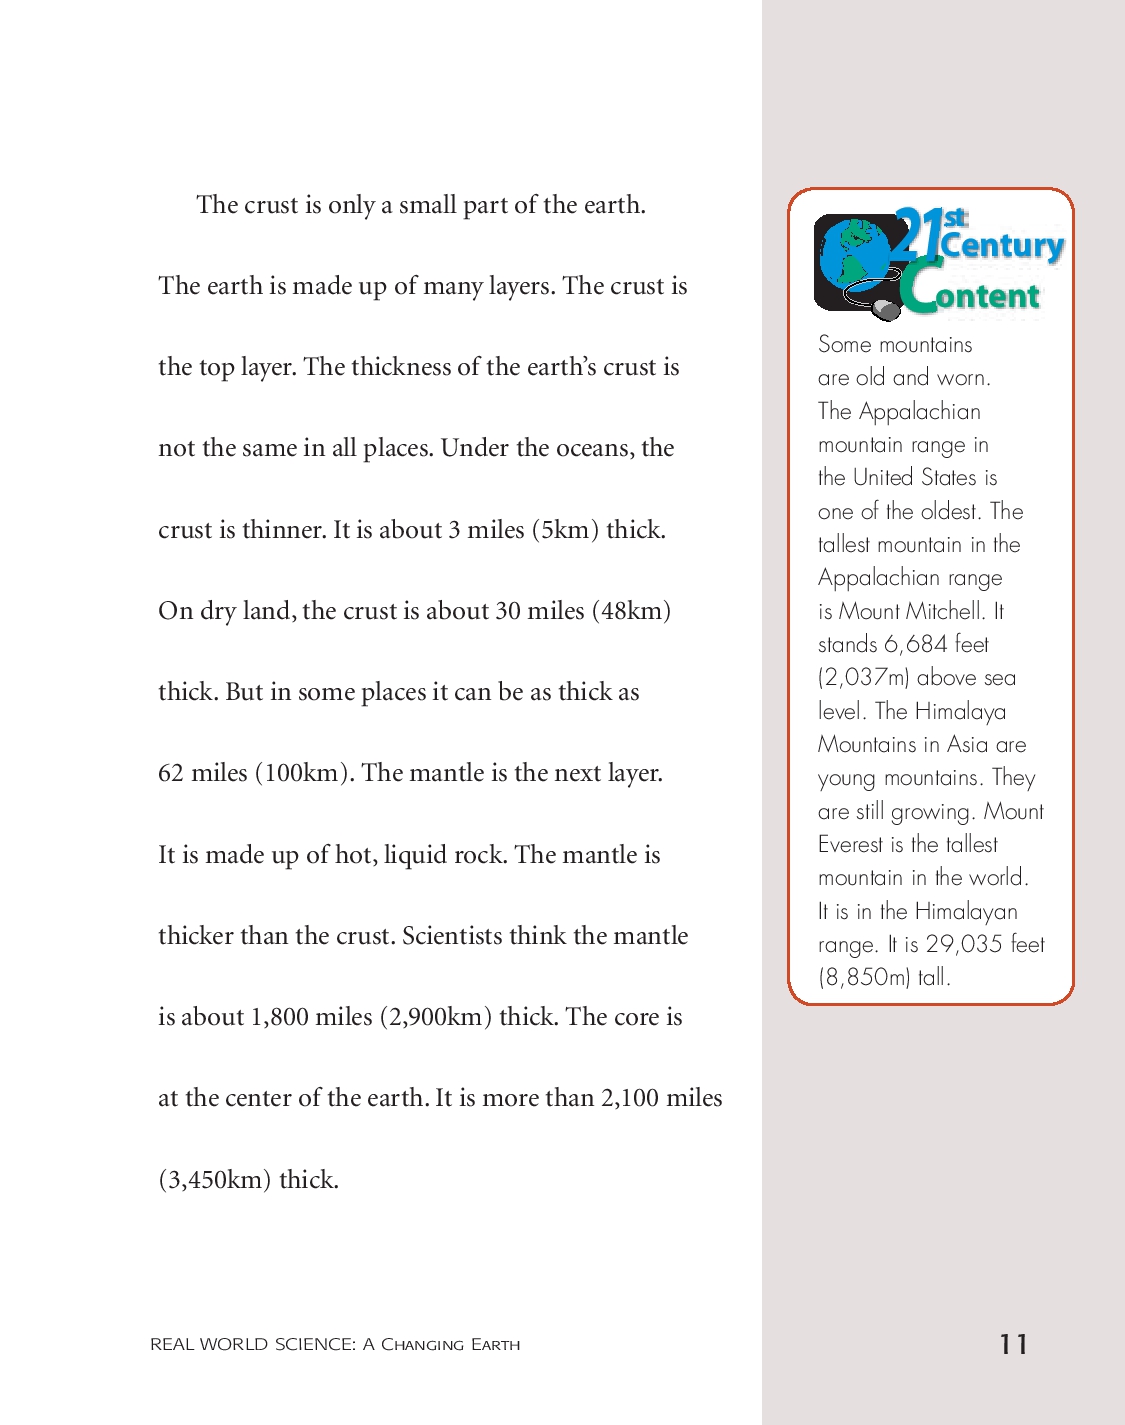 The crust is only a small part of the earth.
The earth is made up of many layers. The crust is
the top layer. The thickness of the earth’s crust is
not the same in all places. Under the oceans, the
crust is thinner. It is about 3 miles (5km) thick.
On dry land, the crust is about 30 miles (48km)
thick. But in some places it can be as thick as
62 miles (100km). The mantle is the next layer.
It is made up of hot, liquid rock. The mantle is
thicker than the crust. Scientists think the mantle
is about 1,800 miles (2,900km) thick. The core is
at the center of the earth. It is more than 2,100 miles
(3,450km) thick.
21st Century
Content
Some mountains
are old and worn.
The Appalachian
mountain range in
the United States is
one of the oldest. The
tallest mountain in the
Appalachian range
is Mount Mitchell. It
stands 6,684 feet
(2,037m) above sea
level. The Himalaya
Mountains in Asia are
young mountains. They
are still growing. Mount
Everest is the tallest
mountain in the world.
It is in the Himalayan
range. It is 29,035 feet
(8,850m) tall.
REAL WORLD SCIENCE: A CHANGING EARTH
11